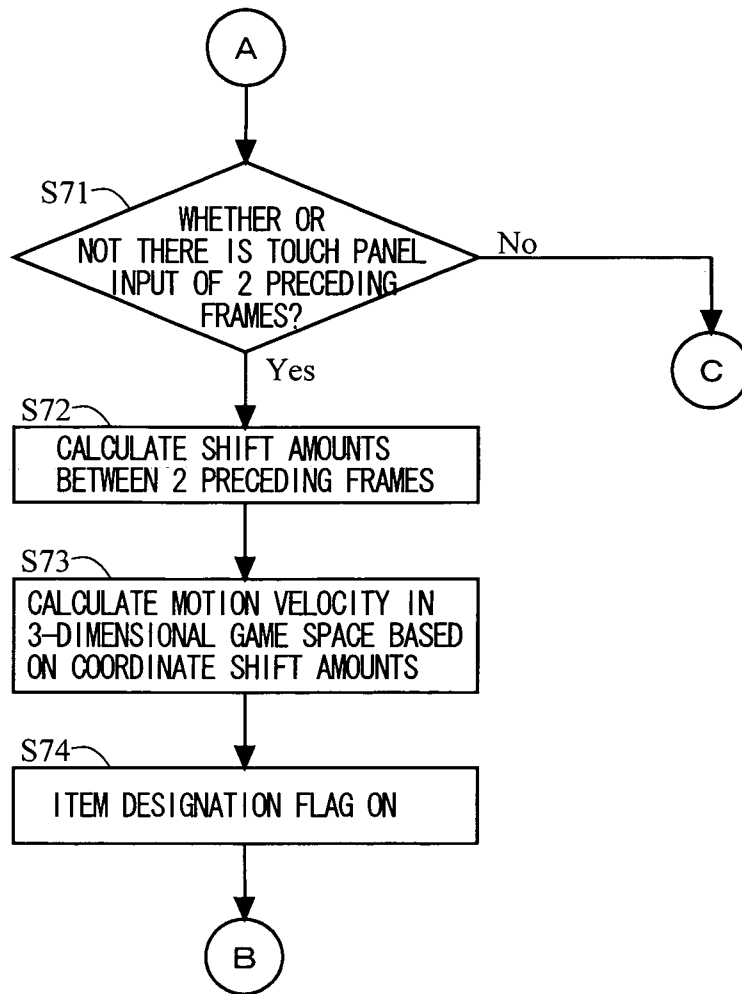 A
S71
WHETHER OR
NOT THERE IS TOUCH PANEL
INPUT OF 2 PRECEDING
FRAMES?
No
C
Yes
S72
CALCULATE SHIFT AMOUNTS
BETWEEN 2 PRECEDING FRAMES
S73
CALCULATE MOTION VELOCITY IN
3-DIMENSIONAL GAME SPACE BASED
ON COORDINATE SHIFT AMOUNTS
S74
ITEM DESIGNATION FLAG ON
B